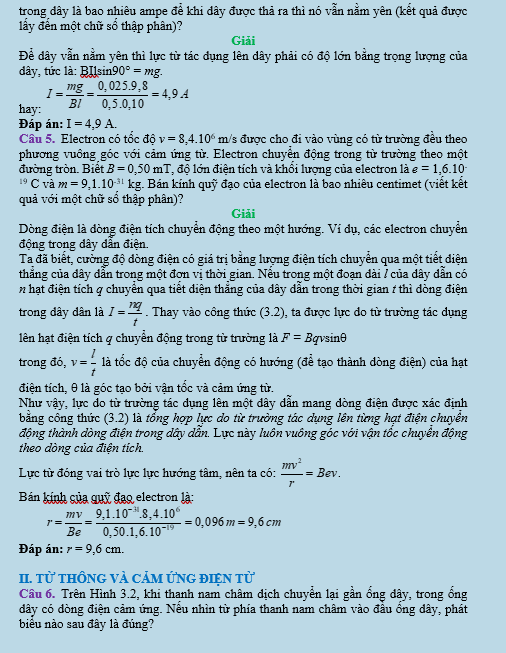 trong dây là bao nhiêu ampe để khi dây được thả ra thì nó vẫn nằm yên (kết quả được
lấy đến một chữ số thập phân)?
Giải
Để dây vẫn nằm yên thì lực từ tác dụng lên dây phải có độ lớn bằng trọng lượng của
dây, tức là: BIlsin90° = mg.
hay: I = mg/Bl = 0,025.9,8/0,5.0,10 = 4,9 A
Đáp án: I = 4,9 A.
Câu 5. Electron có tốc độ v = 8,4.10⁶ m/s được cho đi vào vùng có từ trường đều theo
phương vuông góc với cảm ứng từ. Electron chuyển động trong từ trường theo một
đường tròn. Biết B = 0,50 mT, độ lớn điện tích và khối lượng của electron là e = 1,6.10⁻
¹⁹ C và m = 9,1.10⁻³¹ kg. Bán kính quỹ đạo của electron là bao nhiêu centimet (viết kết
quả với một chữ số thập phân)?
Giải
Dòng điện là dòng điện tích chuyển động theo một hướng. Ví dụ, các electron chuyển
động trong dây dẫn điện.
Ta đã biết, cường độ dòng điện có giá trị bằng lượng điện tích chuyển qua một tiết diện
thẳng của dây dẫn trong một đơn vị thời gian. Nếu trong một đoạn dài l của dây dẫn có
n hạt điện tích q chuyển qua tiết diện thẳng của dây dẫn trong thời gian t thì dòng điện
trong dây dẫn là I = nq/t. Thay vào công thức (3.2), ta được lực do từ trường tác dụng
lên hạt điện tích q chuyển động trong từ trường là F = Bqvsinθ
trong đó, v = l/t là tốc độ của chuyển động có hướng (để tạo thành dòng điện) của hạt
điện tích, θ là góc tạo bởi vận tốc và cảm ứng từ.
Như vậy, lực do từ trường tác dụng lên một dây dẫn mang dòng điện được xác định
bằng công thức (3.2) là tổng hợp lực do từ trường tác dụng lên từng hạt điện chuyển
động thành dòng điện trong dây dẫn. Lực này luôn vuông góc với vận tốc chuyển động
theo dòng của điện tích.
Lực từ đóng vai trò lực lực hướng tâm, nên ta có: mv²/r = Bev.
Bán kính của quỹ đạo electron là:
r = mv/Be = 9,1.10⁻³¹.8,4.10⁶/0,50.1,6.10⁻¹⁹ = 0,096 m = 9,6 cm
Đáp án: r = 9,6 cm.
II. TỪ THÔNG VÀ CẢM ỨNG ĐIỆN TỪ
Câu 6. Trên Hình 3.2, khi thanh nam châm dịch chuyển lại gần ống dây, trong ống
dây có dòng điện cảm ứng. Nếu nhìn từ phía thanh nam châm vào đầu ống dây, phát
biểu nào sau đây là đúng?